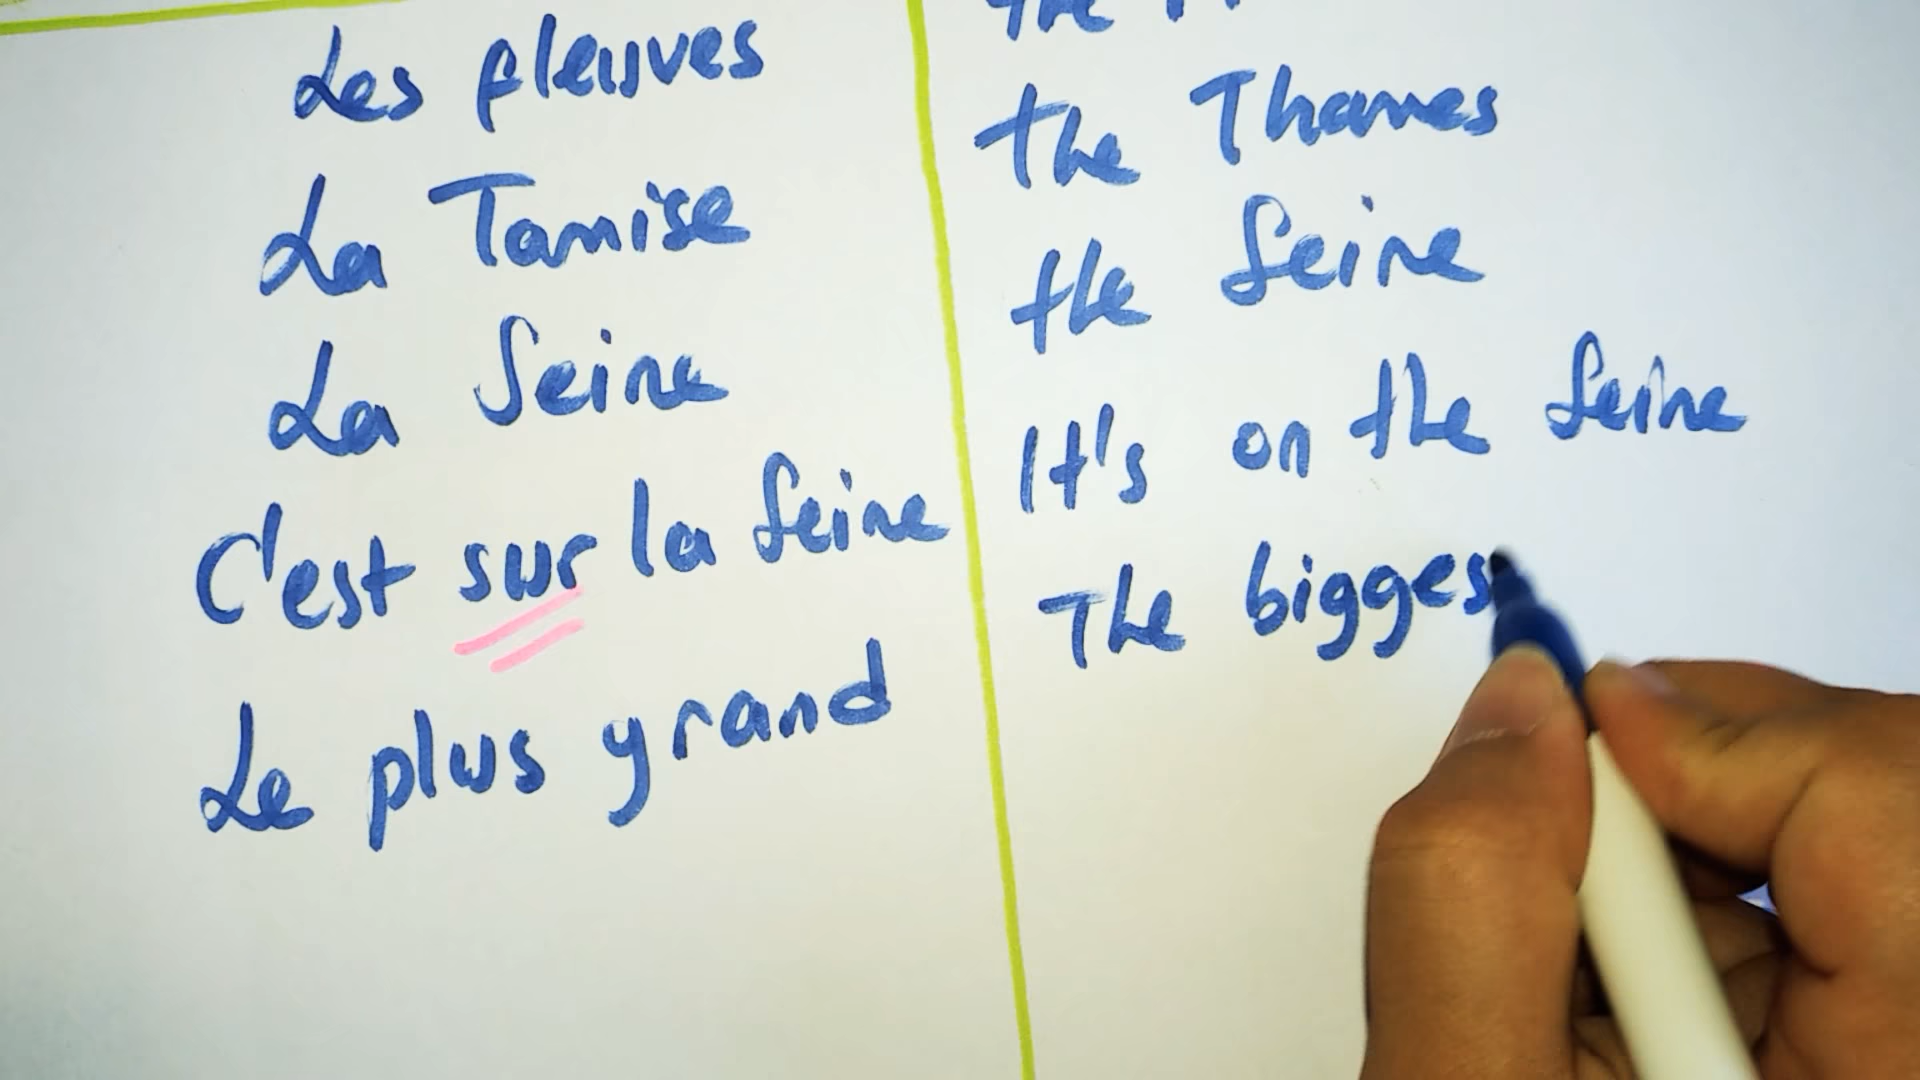 Les fleuves
La Tamise
La Seine
C'est sur la Seine
Le plus grand
the
the Thames
the Seine
It's on the Seine
The bigges